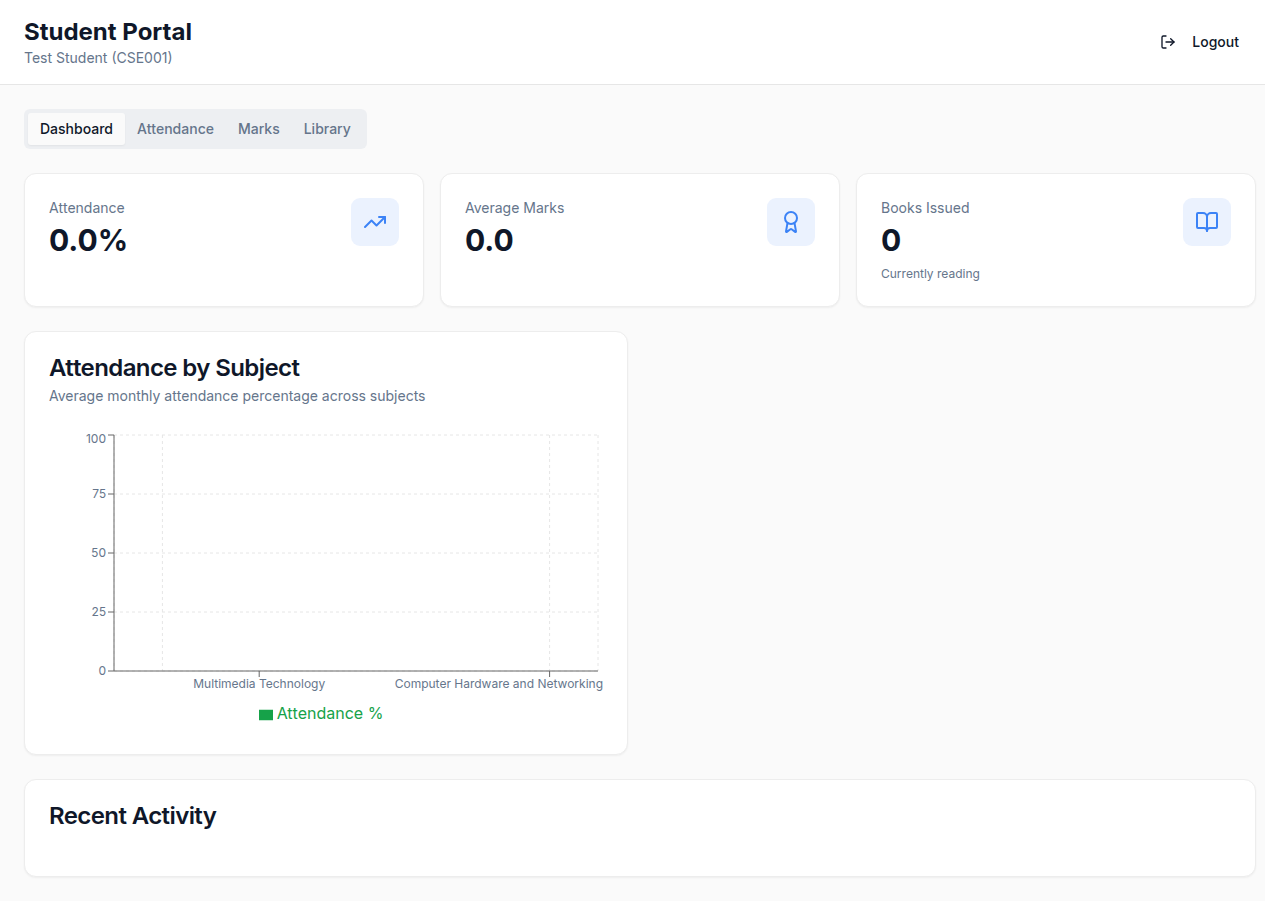 Student Portal
Test Student (CSE001)
Logout
Dashboard Attendance Marks Library
Attendance
0.0%
Average Marks
0.0
Books Issued
0
Currently reading
Attendance by Subject
Average monthly attendance percentage across subjects
100
75
50
25
0
Multimedia Technology Computer Hardware and Networking
Attendance %
Recent Activity